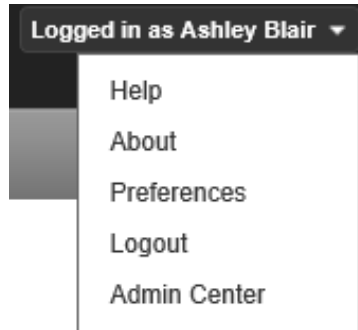 Logged in as Ashley Blair
Help
About
Preferences
Logout
Admin Center